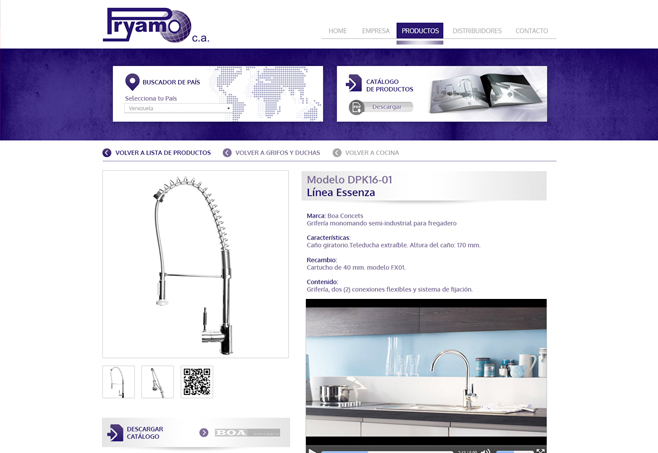 Pryamo c.a.
HOME EMPRESA PRODUCTOS DISTRIBUIDORES CONTACTO
BUSCADOR DE PAÍS
Selecciona tu País
Venezuela
CATÁLOGO
DE PRODUCTOS
Descargar
VOLVER A LISTA DE PRODUCTOS VOLVER A GRIFOS Y DUCHAS VOLVER A COCINA
Modelo DPK16-01
Línea Essenza
Marca: Boa Concets
Grifería monomando semi-industrial para fregadero
Características:
Caño giratorio.Teleducha extraíble. Altura del caño: 170 mm.
Recambio:
Cartucho de 40 mm. modelo FX01.
Contenido:
Grifería, dos (2) conexiones flexibles y sistema de fijación.
DESCARGAR
CATÁLOGO
BOA